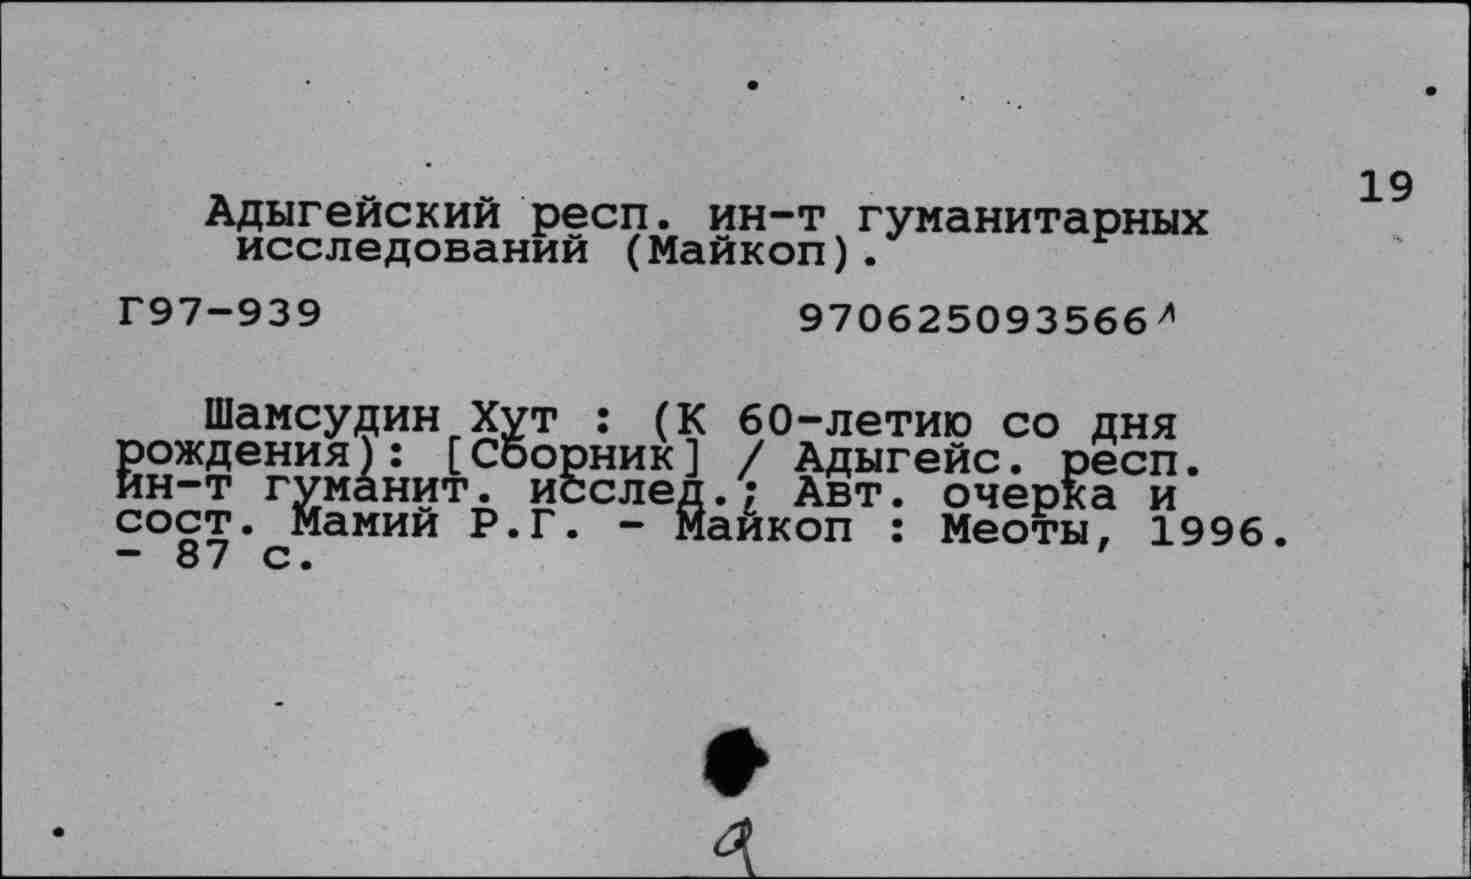 19
Адыгейский респ. ин-т гуманитарных
исследований (Майкоп).
Г97-939 970625093566
Шамсудин Хут : (К 60-летию со дня
рождения): [Сборник] / Адыгейс. респ.
ин-т гуманит. исслед.; Авт. очерка и
сост. Мамий Р.Г. - Майкоп : Меоты, 1996.
- 87 с.